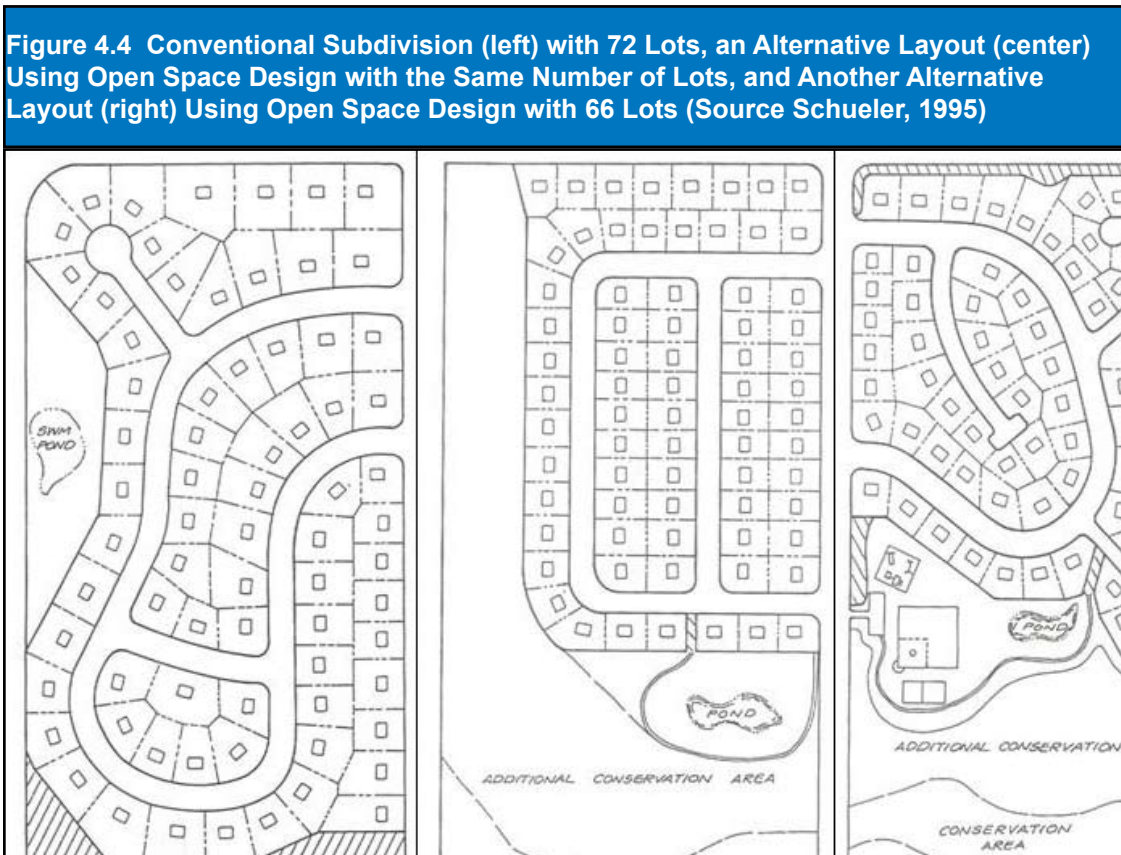 Figure 4.4 Conventional Subdivision (left) with 72 Lots, an Alternative Layout (center)
Using Open Space Design with the Same Number of Lots, and Another Alternative
Layout (right) Using Open Space Design with 66 Lots (Source Schueler, 1995)
SWM
POND
POND
ADDITIONAL CONSERVATION AREA
POND
ADDITIONAL CONSERVATION
CONSERVATION
AREA